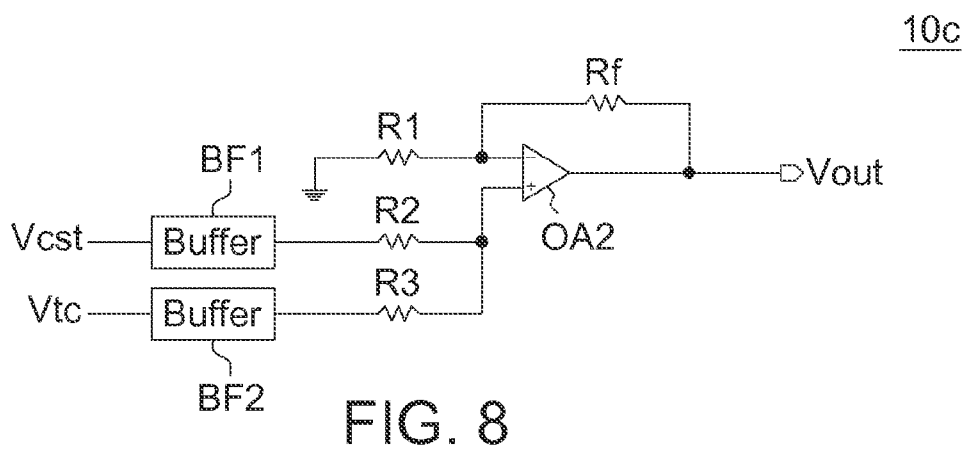 10c
Rf
R1
BF1
Vout
R2
OA2
Vcst
Buffer
R3
Vtc
Buffer
BF2
FIG. 8